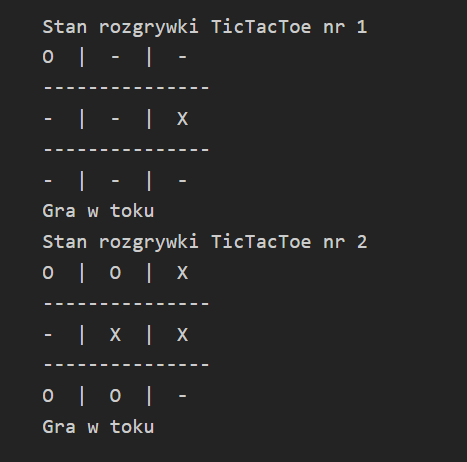 Stan rozgrywki TicTacToe nr 1
O  |  -  |  -
---------------
-  |  -  |  X
---------------
-  |  -  |  -
Gra w toku
Stan rozgrywki TicTacToe nr 2
O  |  O  |  X
---------------
-  |  X  |  X
---------------
O  |  O  |  -
Gra w toku